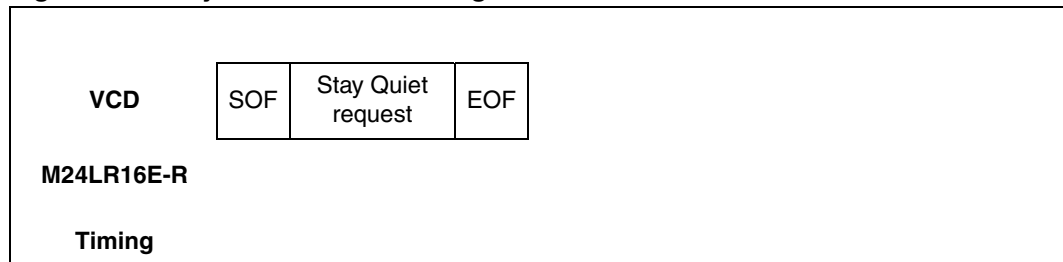 VCD
SOF
Stay Quiet
request
EOF
M24LR16E-R
Timing